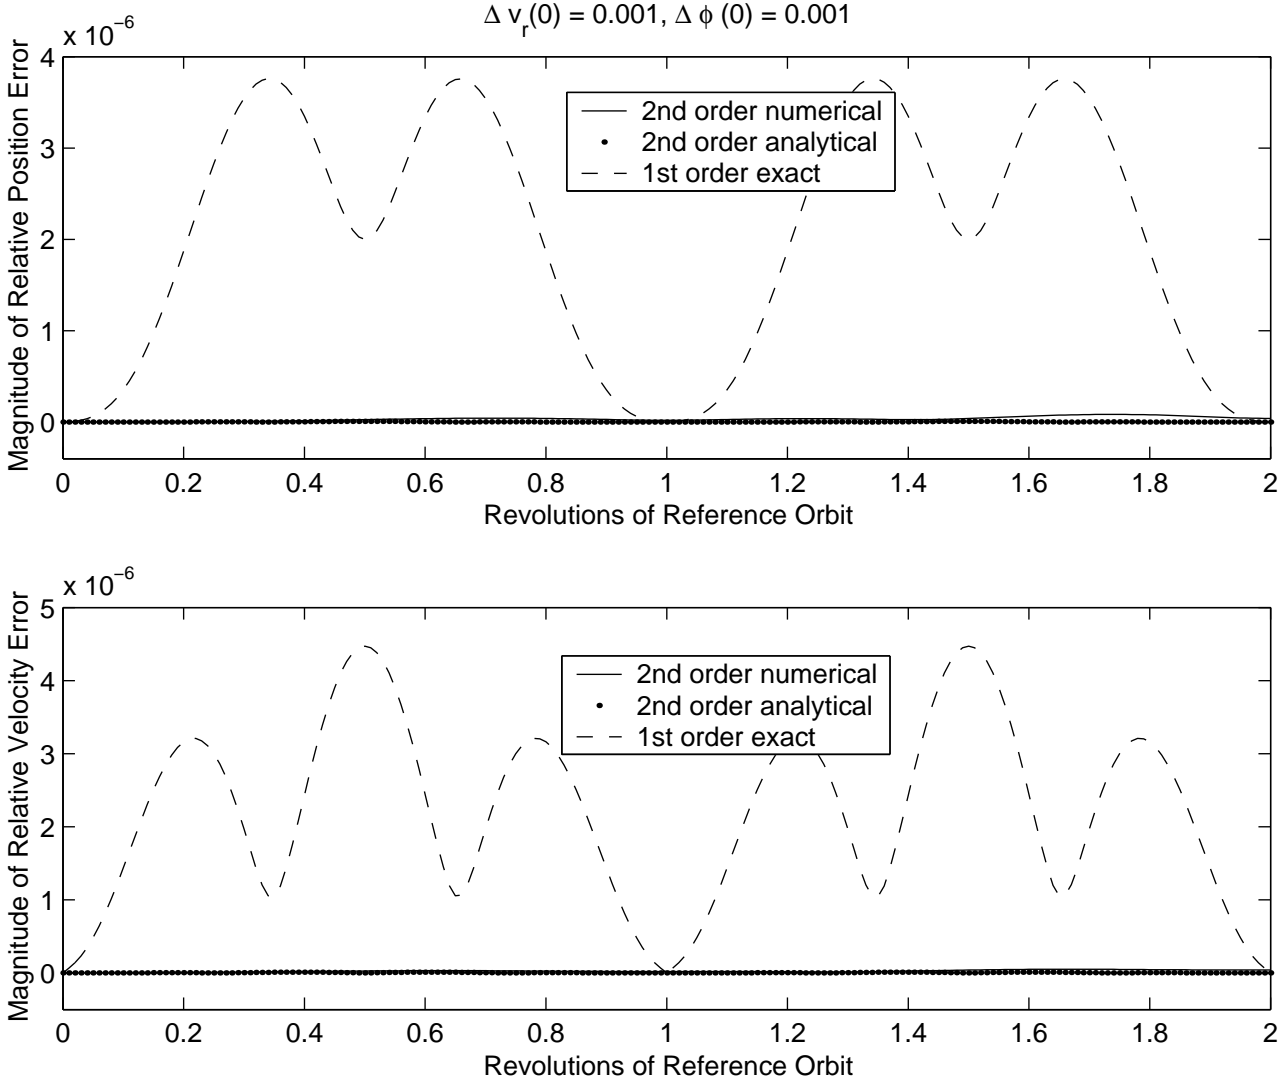 Δ v_r(0) = 0.001, Δ ϕ (0) = 0.001
x 10^−6
Magnitude of Relative Position Error
4
3
2
1
0
2nd order numerical
2nd order analytical
1st order exact
0 0.2 0.4 0.6 0.8 1 1.2 1.4 1.6 1.8 2
Revolutions of Reference Orbit
x 10^−6
Magnitude of Relative Velocity Error
5
4
3
2
1
0
2nd order numerical
2nd order analytical
1st order exact
0 0.2 0.4 0.6 0.8 1 1.2 1.4 1.6 1.8 2
Revolutions of Reference Orbit